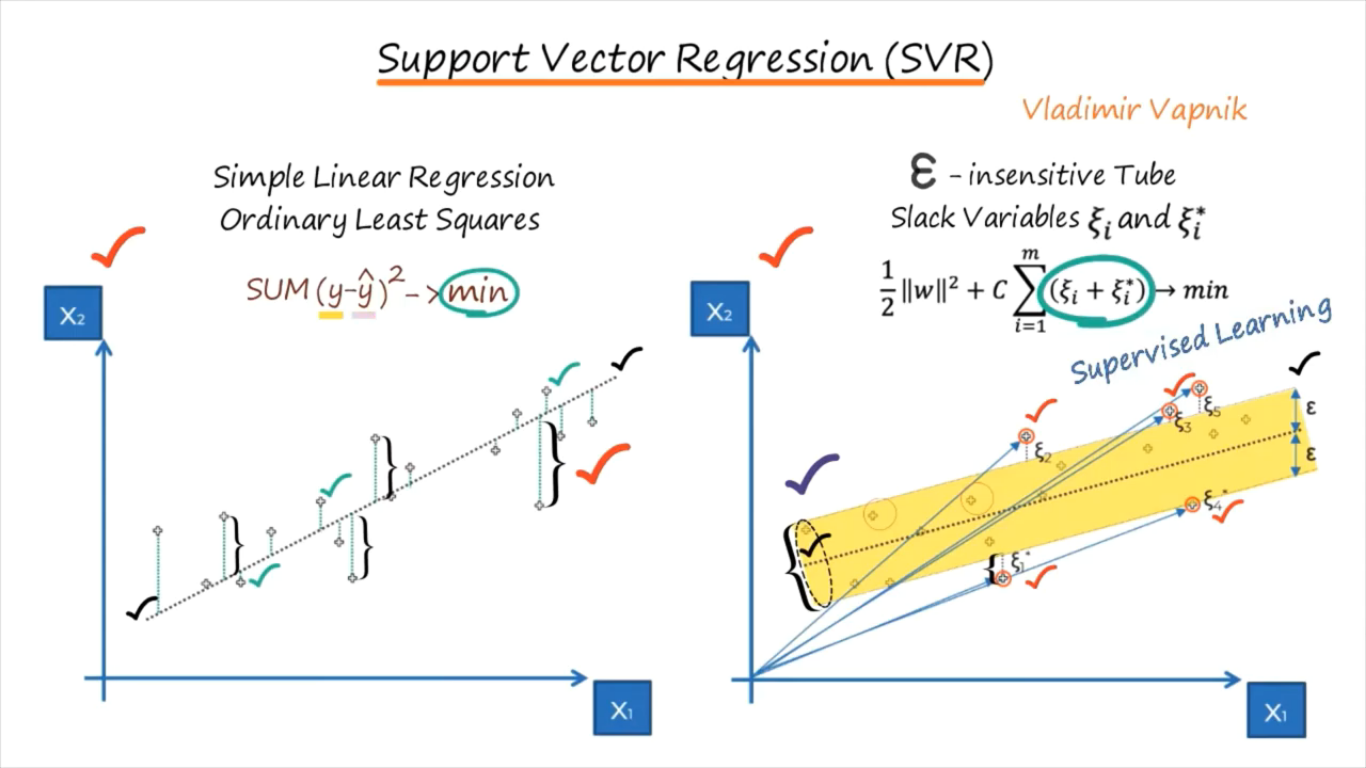 Support Vector Regression (SVR)
Vladimir Vapnik
Simple Linear Regression
Ordinary Least Squares
SUM (y-ŷ)² -> min
X₂
X₁
ε - insensitive Tube
Slack Variables ξᵢ and ξᵢ*
1/2 ‖w‖² + C ∑ᵢ₌₁ᵐ (ξᵢ + ξᵢ*) → min
Supervised Learning
X₂
ξ₅
ε
ξ₃
ξ₂
ε
ξ₄*
ξ₁*
X₁